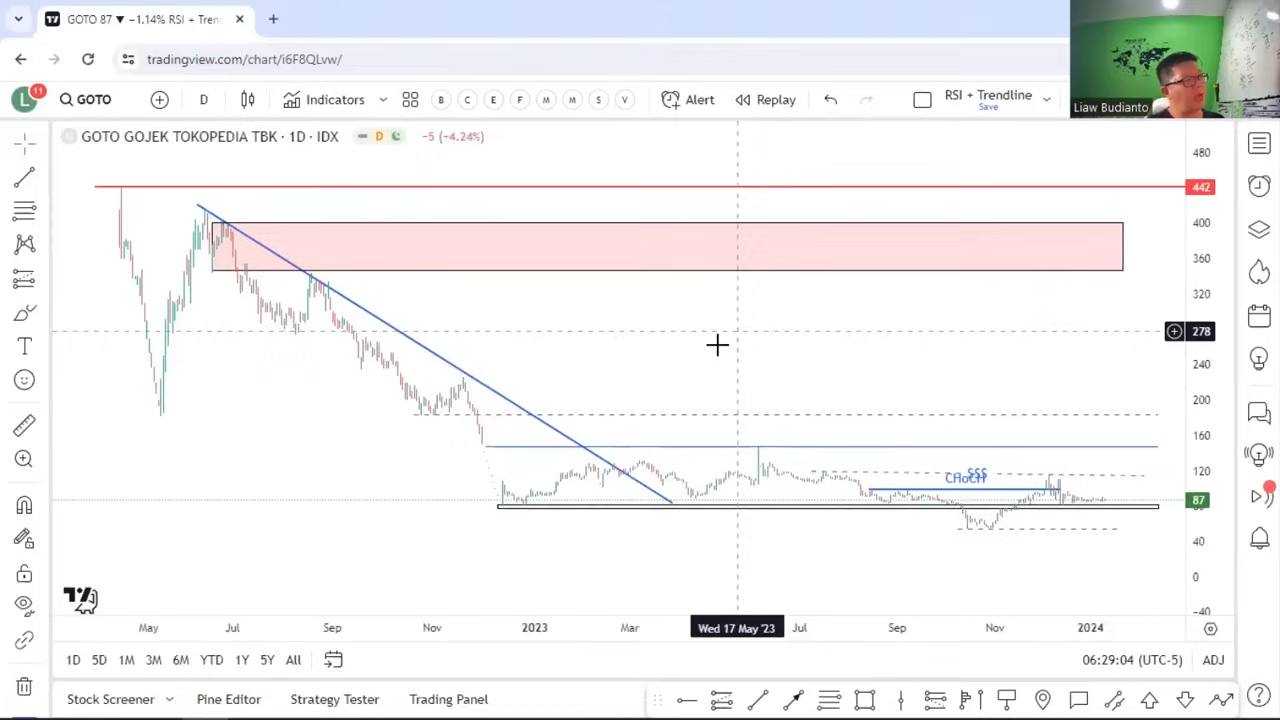 GOTO 87 ▼ −1.14% RSI + Tren
tradingview.com/chart/i6F8QLvw/
L
11
GOTO
D
Indicators
B C E F M M S V
Alert
Replay
RSI + Trendline
Save
Liaw Budianto
GOTO GOJEK TOKOPEDIA TBK · 1D · IDX
D
−5 (−4.24%)
480
442
400
360
320
278
240
200
160
120
$$$
CHoCH
87
40
0
−40
May
Jul
Sep
Nov
2023
Mar
Wed 17 May '23
Jul
Sep
Nov
2024
1D 5D 1M 3M 6M YTD 1Y 5Y All
06:29:04 (UTC-5)
ADJ
Stock Screener
Pine Editor
Strategy Tester
Trading Panel